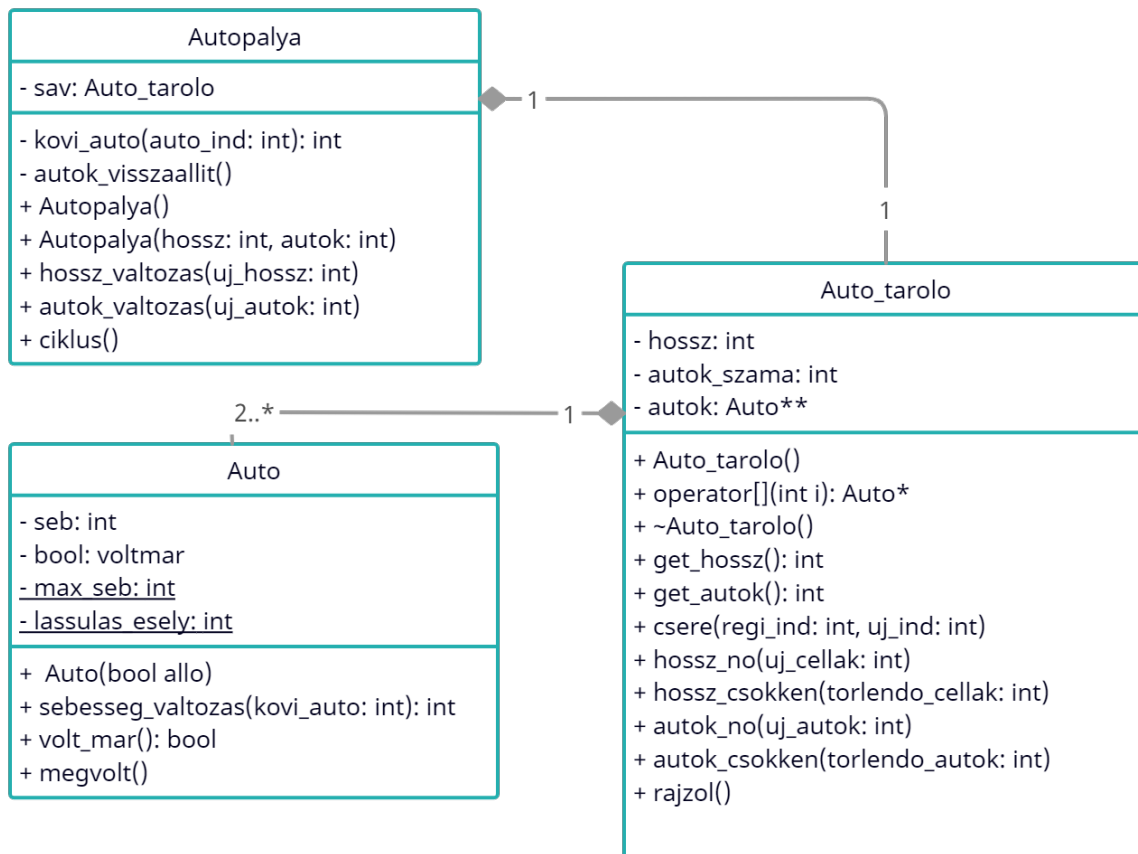 Autopalya
- sav: Auto_tarolo
- kovi_auto(auto_ind: int): int
- autok_visszaallit()
+ Autopalya()
+ Autopalya(hossz: int, autok: int)
+ hossz_valtozas(uj_hossz: int)
+ autok_valtozas(uj_autok: int)
+ ciklus()
1
1
Auto_tarolo
- hossz: int
- autok_szama: int
- autok: Auto**
+ Auto_tarolo()
+ operator[](int i): Auto*
+ ~Auto_tarolo()
+ get_hossz(): int
+ get_autok(): int
+ csere(regi_ind: int, uj_ind: int)
+ hossz_no(uj_cellak: int)
+ hossz_csokken(torlendo_cellak: int)
+ autok_no(uj_autok: int)
+ autok_csokken(torlendo_autok: int)
+ rajzol()
2..*
1
Auto
- seb: int
- bool: voltmar
- max_seb: int
- lassulas_esely: int
+ Auto(bool allo)
+ sebesseg_valtozas(kovi_auto: int): int
+ volt_mar(): bool
+ megvolt()